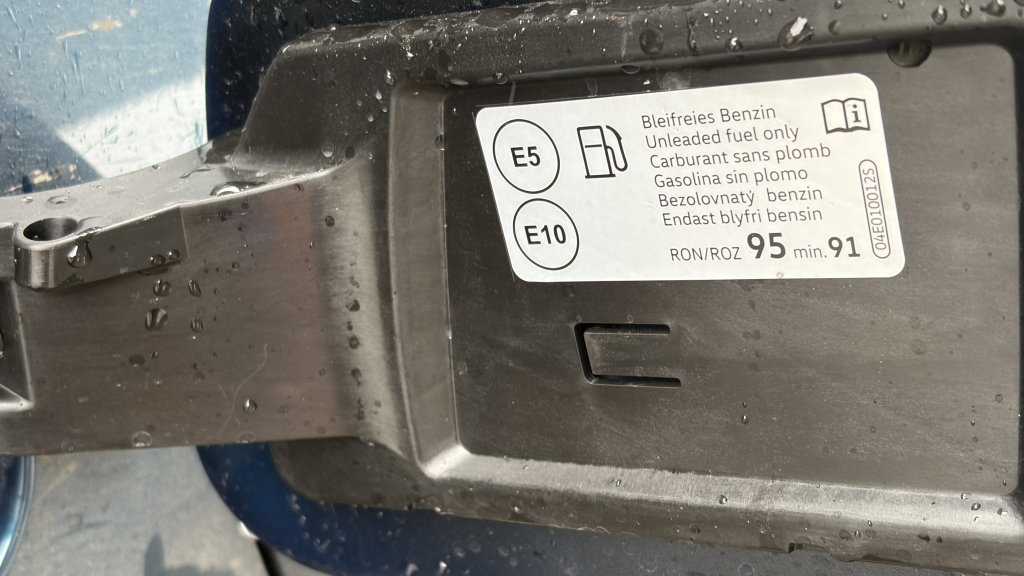 E5
E10
Bleifreies Benzin
Unleaded fuel only
Carburant sans plomb
Gasolina sin plomo
Bezolovnatý benzin
Endast blyfri bensin
RON/ROZ 95 min. 91
i
04E010012S